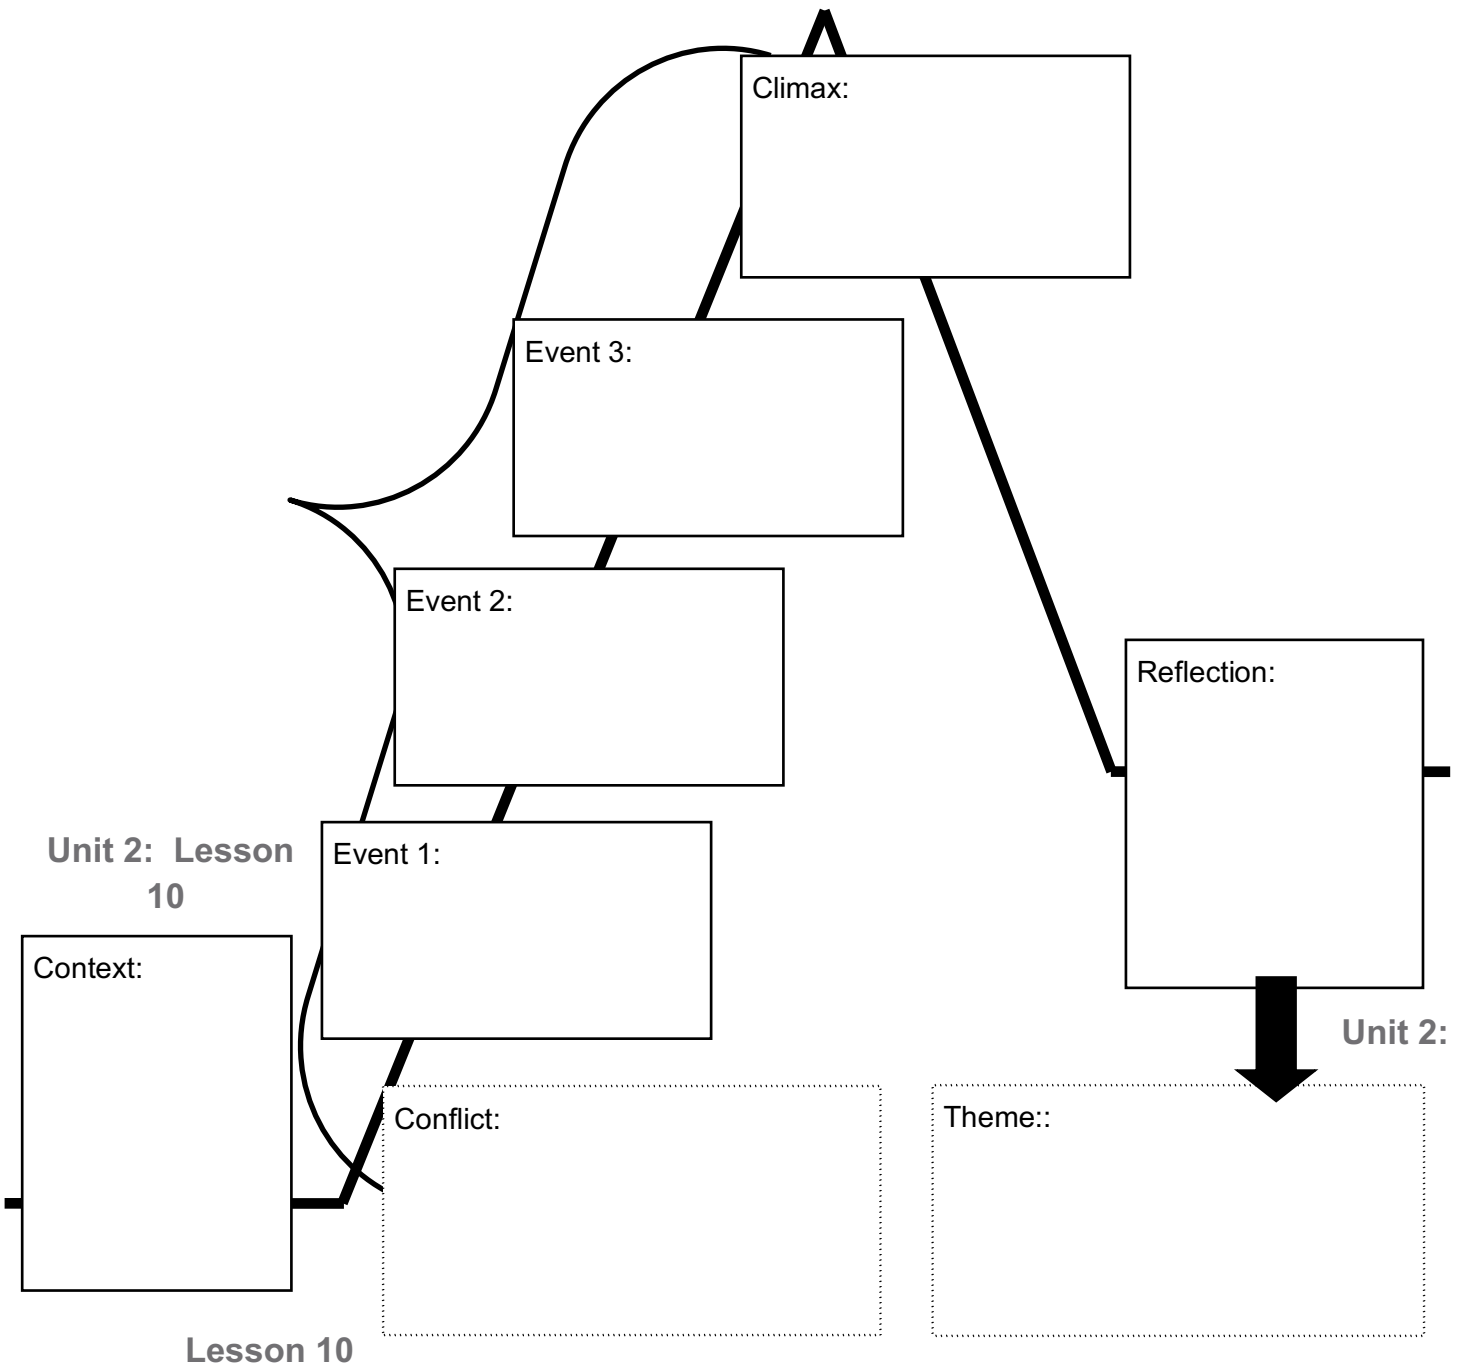 Climax:
Event 3:
Event 2:
Reflection:
Unit 2:  Lesson
10
Event 1:
Context:
Unit 2:
Conflict:
Theme::
Lesson 10